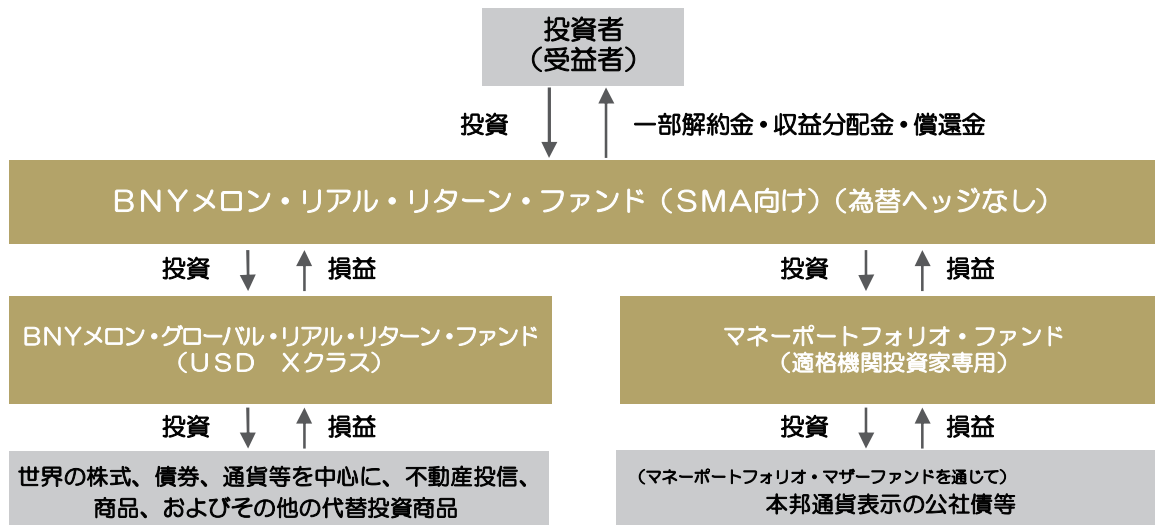 投資者
（受益者）
投資
一部解約金・収益分配金・償還金
ＢＮＹメロン・リアル・リターン・ファンド（ＳＭＡ向け）（為替ヘッジなし）
投資
損益
投資
損益
ＢＮＹメロン・グローバル・リアル・リターン・ファンド
（ＵＳＤ　Ｘクラス）
マネーポートフォリオ・ファンド
（適格機関投資家専用）
投資
損益
投資
損益
世界の株式、債券、通貨等を中心に、不動産投信、
商品、およびその他の代替投資商品
（マネーポートフォリオ・マザーファンドを通じて）
本邦通貨表示の公社債等